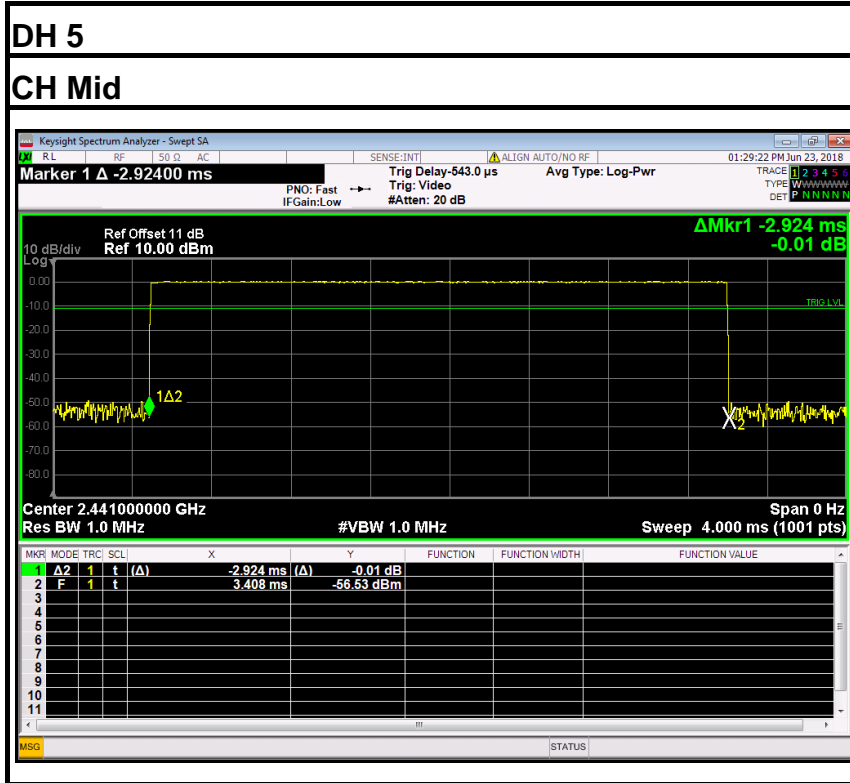 DH 5
CH Mid
Keysight Spectrum Analyzer - Swept SA
LXI RL RF 50 Ω AC SENSE:INT ALIGN AUTO/NO RF 01:29:22 PM Jun 23, 2018
Marker 1 Δ -2.92400 ms
Trig Delay-543.0 µs Avg Type: Log-Pwr TRACE 1 2 3 4 5 6
PNO: Fast Trig: Video TYPE WWWWWW
IFGain:Low #Atten: 20 dB DET P N N N N N
ΔMkr1 -2.924 ms
-0.01 dB
Ref Offset 11 dB
10 dB/div Ref 10.00 dBm
Log
0.00
-10.0
TRIG LVL
-20.0
-30.0
-40.0
1Δ2
-50.0
-60.0
2
-70.0
-80.0
Center 2.441000000 GHz Span 0 Hz
Res BW 1.0 MHz #VBW 1.0 MHz Sweep 4.000 ms (1001 pts)
MKR MODE TRC SCL X Y FUNCTION FUNCTION WIDTH FUNCTION VALUE
1 Δ2 1 t (Δ) -2.924 ms (Δ) -0.01 dB
2 F 1 t 3.408 ms -56.53 dBm
3
4
5
6
7
8
9
10
11
MSG STATUS